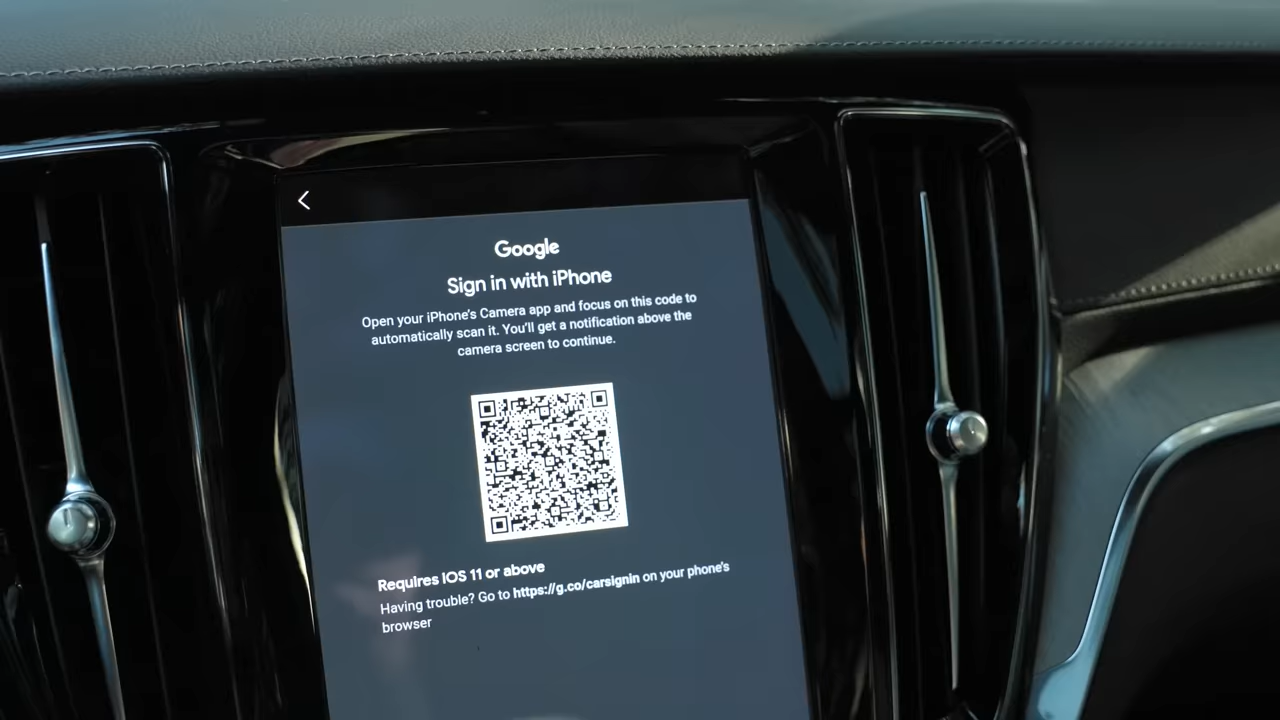 Google
Sign in with iPhone
Open your iPhone's Camera app and focus on this code to
automatically scan it. You'll get a notification above the
camera screen to continue.
Requires iOS 11 or above
Having trouble? Go to https://g.co/carsignin on your phone's
browser